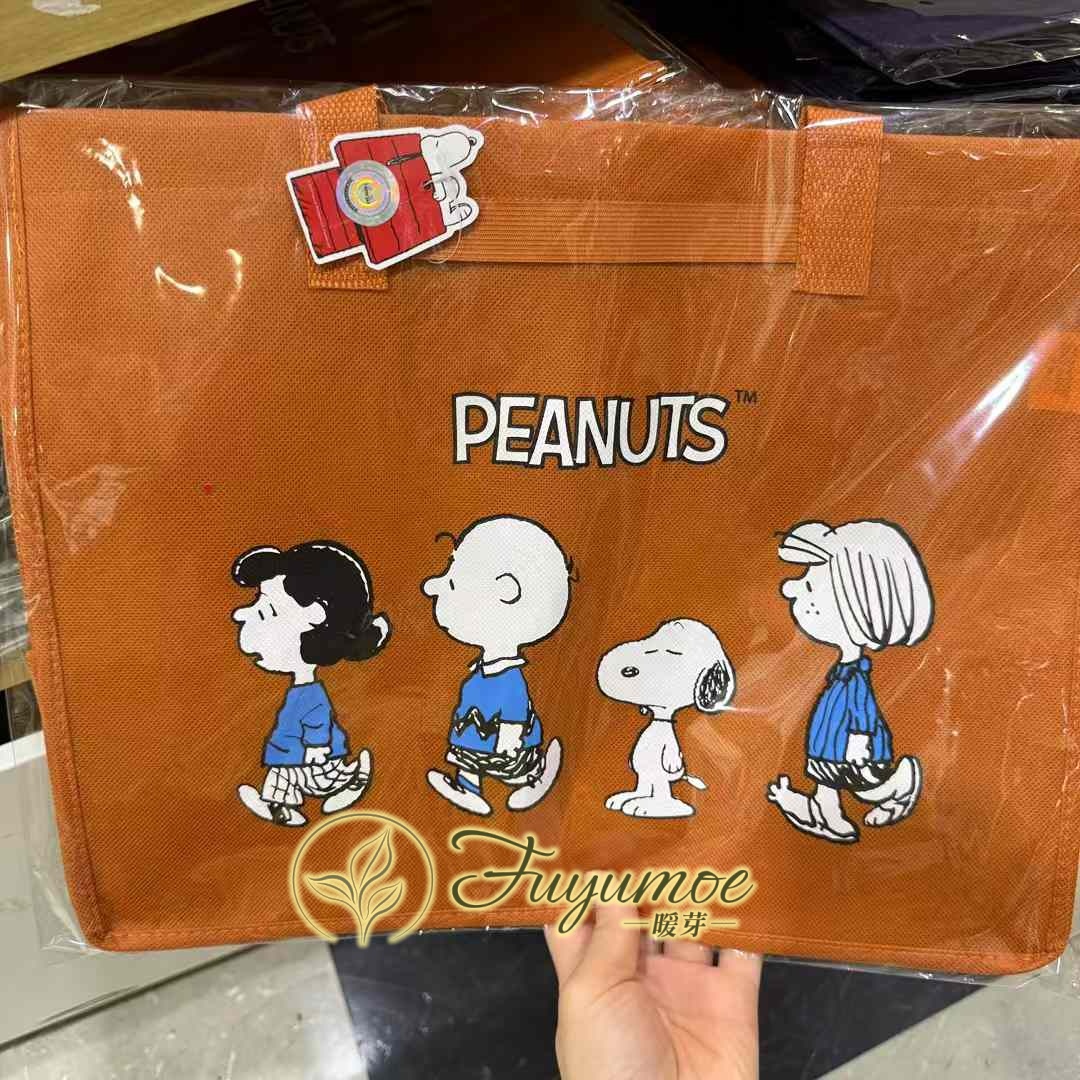 PEANUTS™
Fuyumoe
—暖芽—